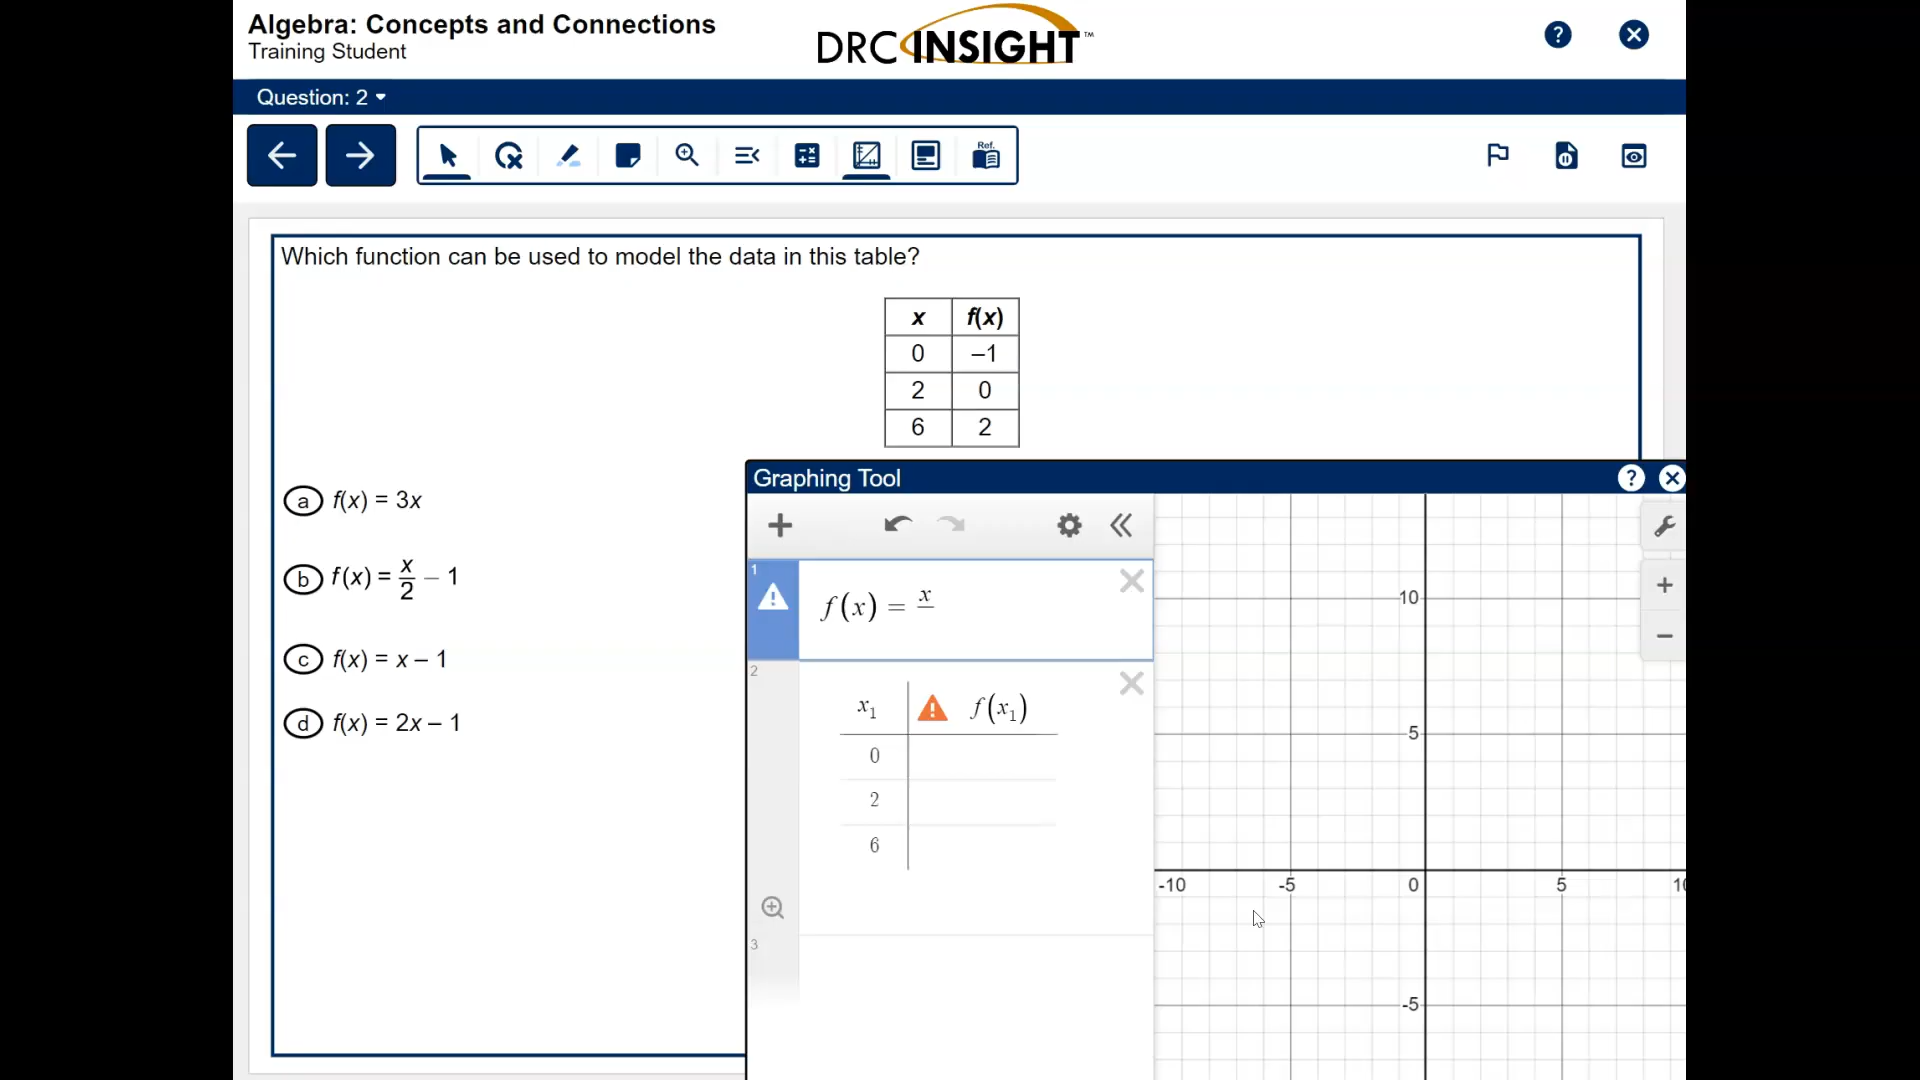 Algebra: Concepts and Connections
Training Student
DRC INSIGHT™
?
Question: 2
Ref.
Which function can be used to model the data in this table?
x f(x)
0 –1
2 0
6 2
a f(x) = 3x
b f(x) = x/2 – 1
c f(x) = x – 1
d f(x) = 2x – 1
Graphing Tool
?
1
f(x) = x/
2
x₁ f(x₁)
0
2
6
3
10
5
-10 -5 0 5 10
-5